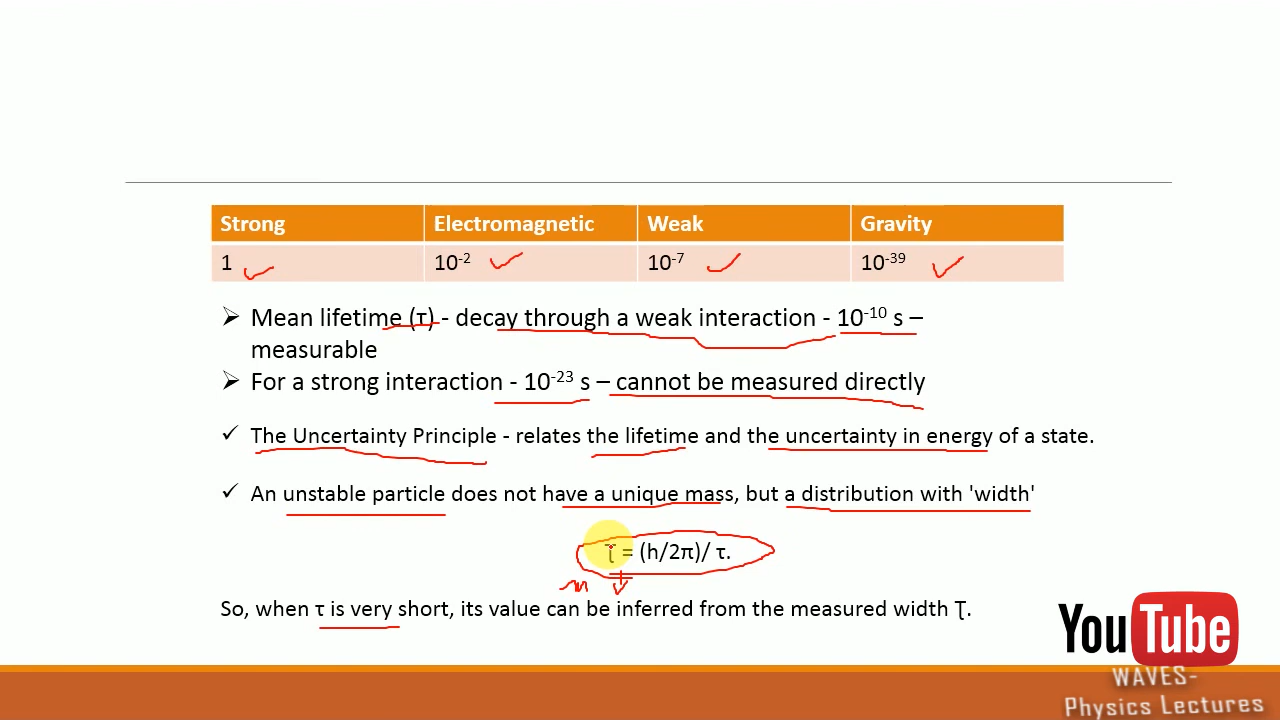 Strong Electromagnetic Weak Gravity
1 10⁻² 10⁻⁷ 10⁻³⁹
➢ Mean lifetime (τ) - decay through a weak interaction - 10⁻¹⁰ s –
measurable
➢ For a strong interaction - 10⁻²³ s – cannot be measured directly
✓ The Uncertainty Principle - relates the lifetime and the uncertainty in energy of a state.
✓ An unstable particle does not have a unique mass, but a distribution with 'width'
Ʈ = (h/2π)/ τ.
So, when τ is very short, its value can be inferred from the measured width Ʈ.
YouTube
WAVES-
Physics Lectures